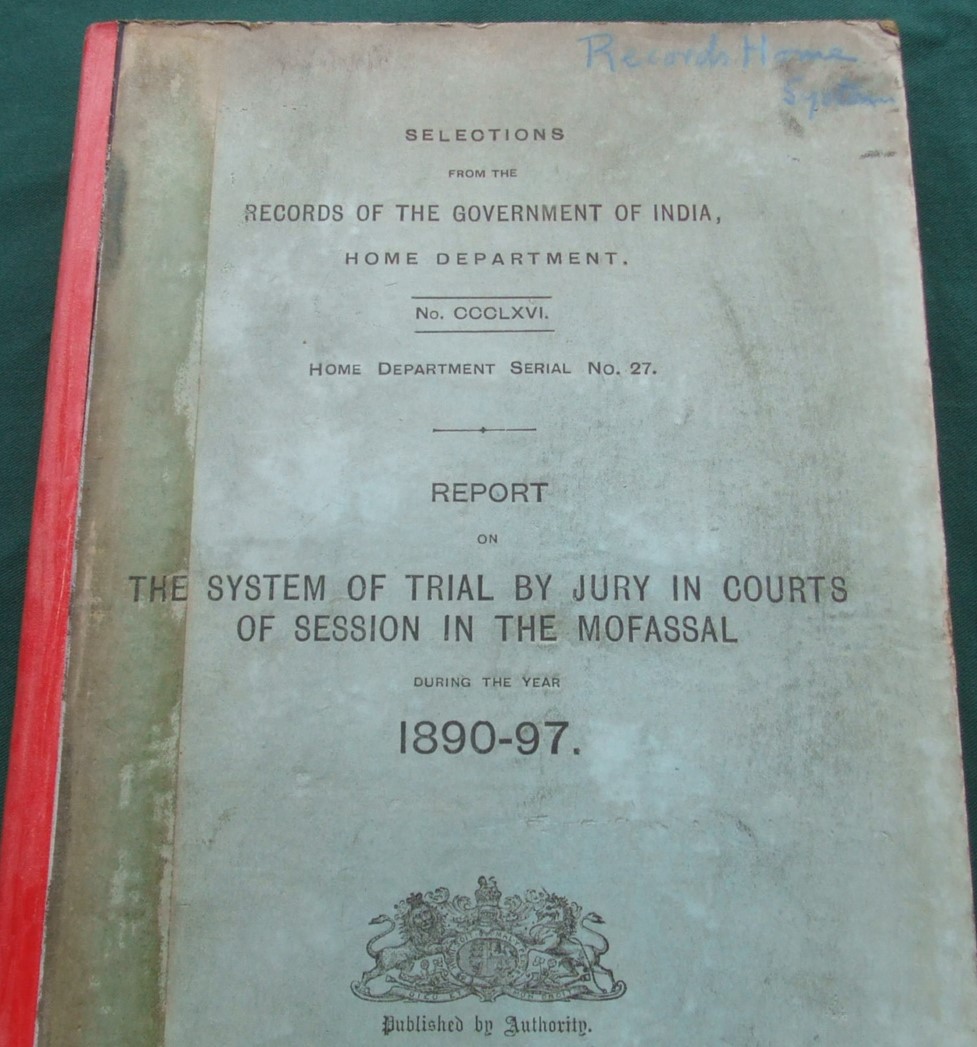 Records Home
System
SELECTIONS
FROM THE
RECORDS OF THE GOVERNMENT OF INDIA,
HOME DEPARTMENT.
No. CCCLXVI.
HOME DEPARTMENT SERIAL No. 27.
REPORT
ON
THE SYSTEM OF TRIAL BY JURY IN COURTS
OF SESSION IN THE MOFASSAL
DURING THE YEAR
1890-97.
Published by Authority.